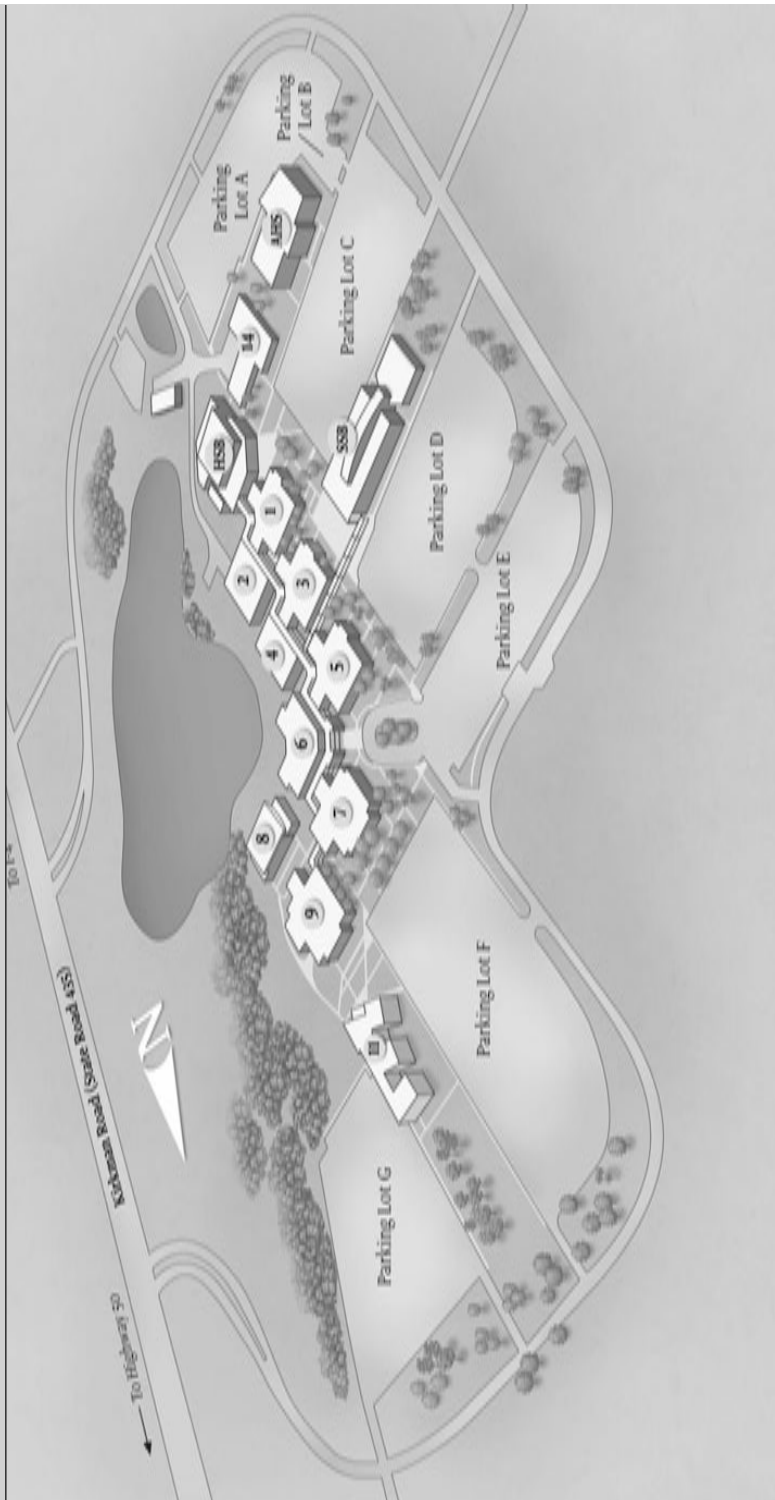 Parking
Lot A
Parking
Lot B
AHS
Parking Lot C
14
HSB
SSB
1
2
3
Parking Lot D
4
5
Parking Lot E
6
7
8
9
Parking Lot F
11
Parking Lot G
N
To I-4
Kirkman Road (State Road 435)
To Highway 50